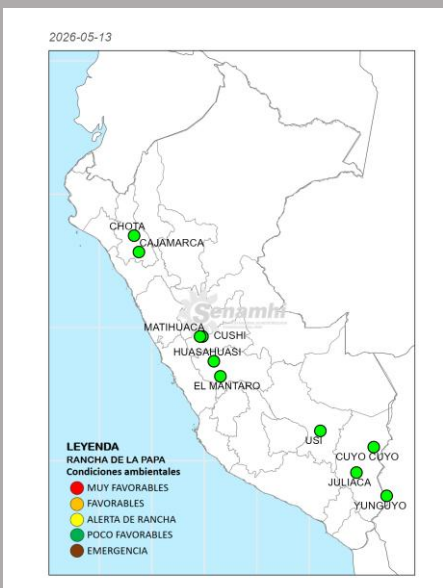 2026-05-13
CHOTA
CAJAMARCA
Senamhi
MATIHUACA
CUSHI
HUASAHUASI
EL MANTARO
USI
CUYO CUYO
JULIACA
YUNGUYO
LEYENDA
RANCHA DE LA PAPA
Condiciones ambientales
MUY FAVORABLES
FAVORABLES
ALERTA DE RANCHA
POCO FAVORABLES
EMERGENCIA